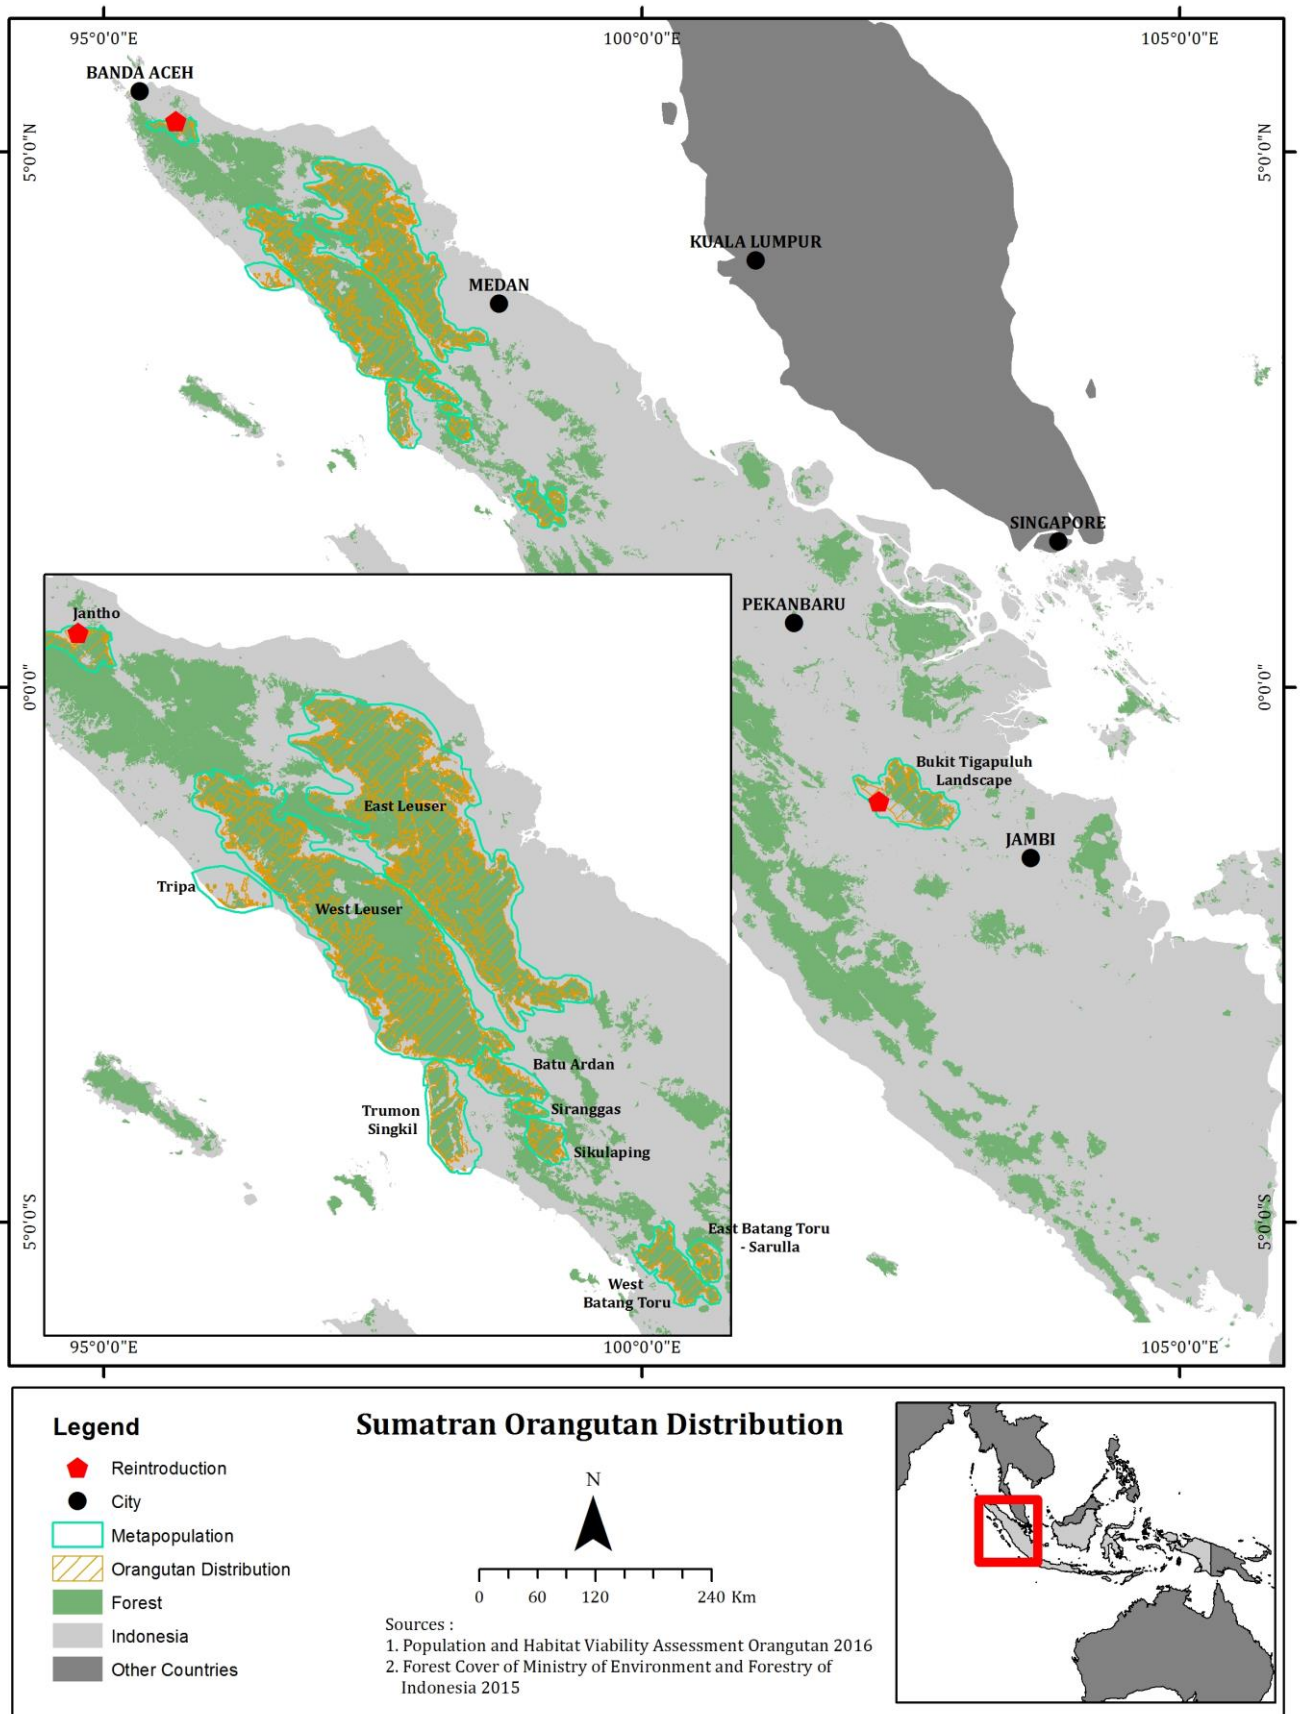 95°0'0"E
100°0'0"E
105°0'0"E
BANDA ACEH
5°0'0"N
5°0'0"N
KUALA LUMPUR
MEDAN
SINGAPORE
PEKANBARU
Jantho
0°0'0"
0°0'0"
Bukit Tigapuluh
Landscape
East Leuser
JAMBI
Tripa
West Leuser
Batu Ardan
Trumon
Singkil
Siranggas
Sikulaping
5°0'0"S
5°0'0"S
East Batang Toru
- Sarulla
West
Batang Toru
95°0'0"E
100°0'0"E
105°0'0"E
Legend
Reintroduction
City
Metapopulation
Orangutan Distribution
Forest
Indonesia
Other Countries
Sumatran Orangutan Distribution
N
0 60 120 240 Km
Sources :
1. Population and Habitat Viability Assessment Orangutan 2016
2. Forest Cover of Ministry of Environment and Forestry of
Indonesia 2015